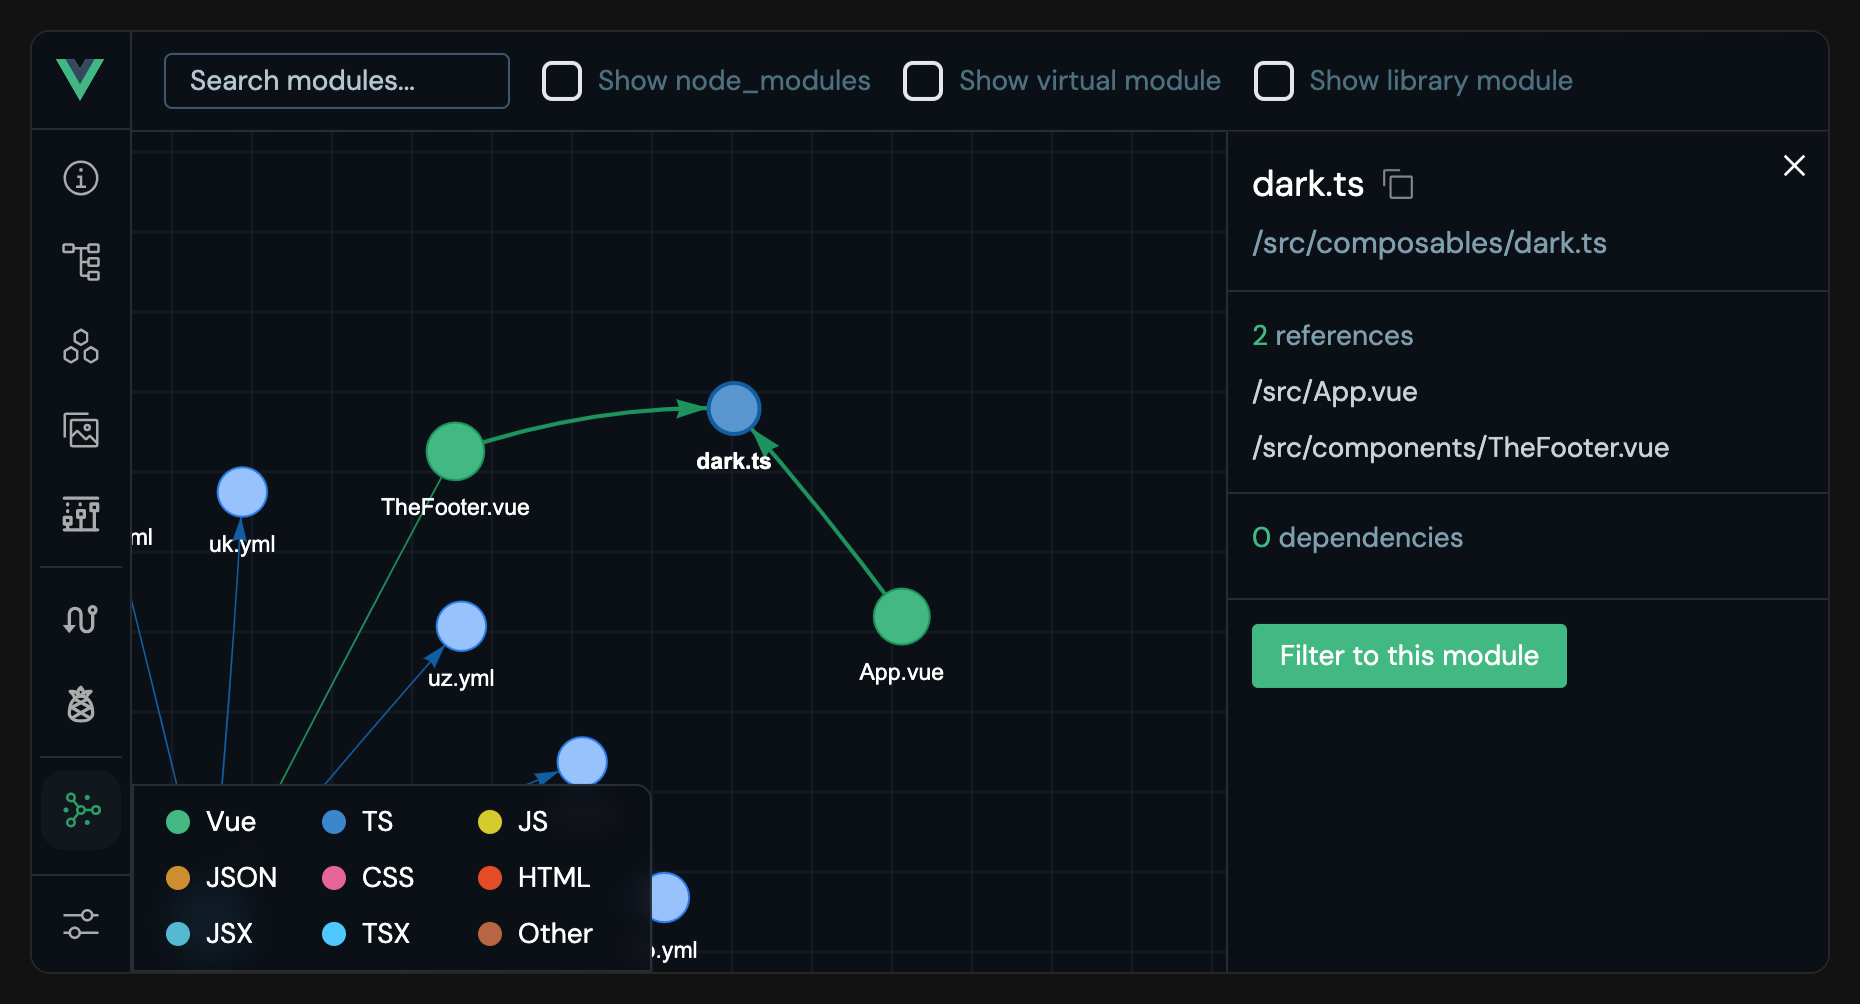 Search modules...
Show node_modules
Show virtual module
Show library module
dark.ts
/src/composables/dark.ts
2 references
/src/App.vue
/src/components/TheFooter.vue
0 dependencies
Filter to this module
dark.ts
TheFooter.vue
ml
uk.yml
uz.yml
App.vue
.yml
Vue TS JS
JSON CSS HTML
JSX TSX Other